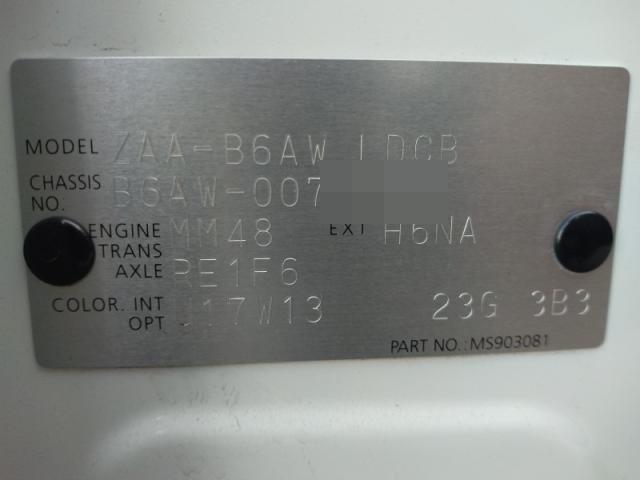 MODEL ZAA-B6AW LDCB
CHASSIS NO. B6AW-007
ENGINE MM48 EXT H6NA
TRANS AXLE RE1F6
COLOR. INT OPT J17W13 23G 3B3
PART NO.: MS903081